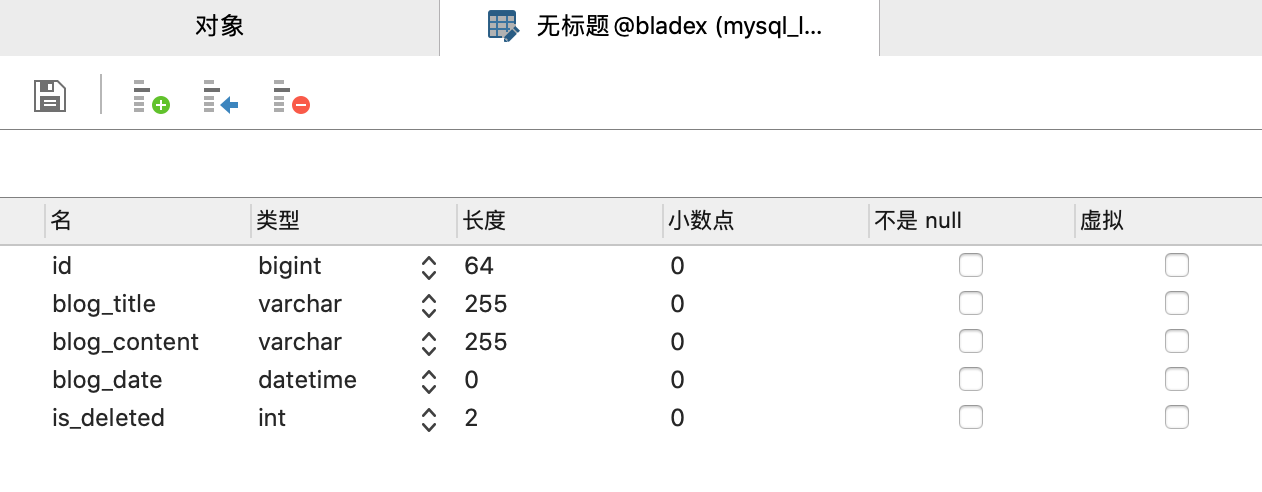 对象 无标题 @bladex (mysql_l...
名 类型 长度 小数点 不是 null 虚拟
id bigint 64 0
blog_title varchar 255 0
blog_content varchar 255 0
blog_date datetime 0 0
is_deleted int 2 0